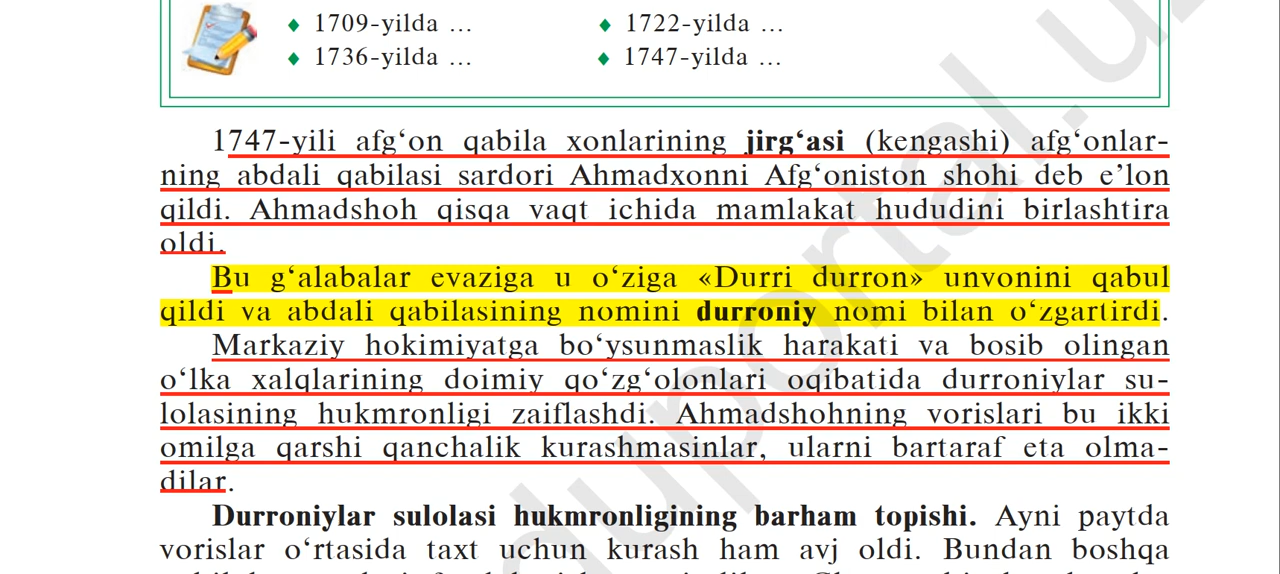 1709-yilda ...
1722-yilda ...
1736-yilda ...
1747-yilda ...
1747-yili afg‘on qabila xonlarining jirg‘asi (kengashi) afg‘onlar-
ning abdali qabilasi sardori Ahmadxonni Afg‘oniston shohi deb e’lon
qildi. Ahmadshoh qisqa vaqt ichida mamlakat hududini birlashtira
oldi.
Bu g‘alabalar evaziga u o‘ziga «Durri durron» unvonini qabul
qildi va abdali qabilasining nomini durroniy nomi bilan o‘zgartirdi.
Markaziy hokimiyatga bo‘ysunmaslik harakati va bosib olingan
o‘lka xalqlarining doimiy qo‘zg‘olonlari oqibatida durroniylar su-
lolasining hukmronligi zaiflashdi. Ahmadshohning vorislari bu ikki
omilga qarshi qanchalik kurashmasinlar, ularni bartaraf eta olma-
dilar.
Durroniylar sulolasi hukmronligining barham topishi. Ayni paytda
vorislar o‘rtasida taxt uchun kurash ham avj oldi. Bundan boshqa
duportal.uz